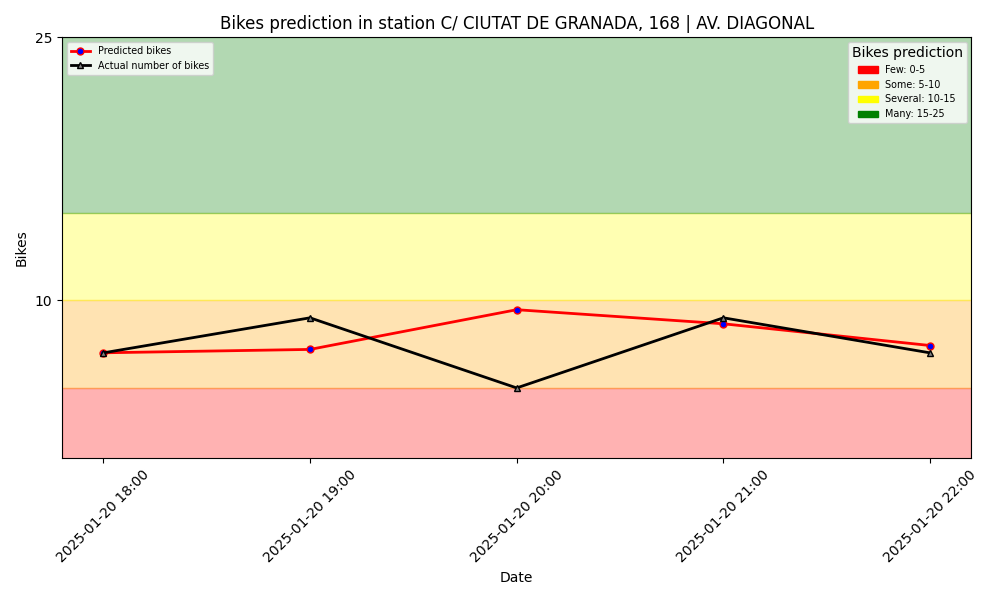 Bikes prediction in station C/ CIUTAT DE GRANADA, 168 | AV. DIAGONAL
25
Predicted bikes
Actual number of bikes
Bikes prediction
Few: 0-5
Some: 5-10
Several: 10-15
Many: 15-25
Bikes
10
2025-01-20 18:00
2025-01-20 19:00
2025-01-20 20:00
2025-01-20 21:00
2025-01-20 22:00
Date